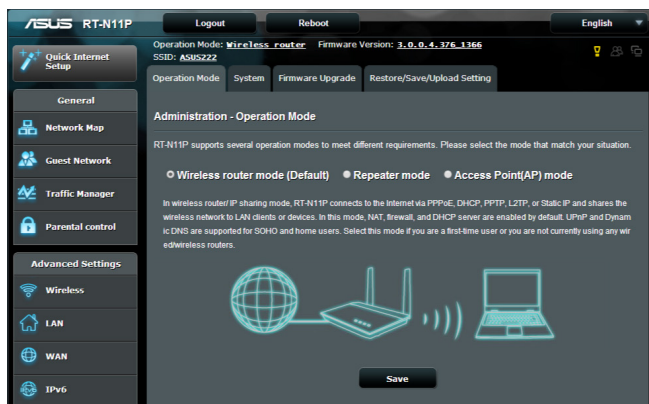 ASUS RT-N11P
Logout
Reboot
English
Operation Mode: Wireless router Firmware Version: 3.0.0.4.376_1366
SSID: ASUS222
Quick Internet
Setup
Operation Mode
System
Firmware Upgrade
Restore/Save/Upload Setting
General
Network Map
Guest Network
Traffic Manager
Parental control
Advanced Settings
Wireless
LAN
WAN
IPv6
Administration - Operation Mode
RT-N11P supports several operation modes to meet different requirements. Please select the mode that match your situation.
Wireless router mode (Default) Repeater mode Access Point(AP) mode
In wireless router/ IP sharing mode, RT-N11P connects to the Internet via PPPoE, DHCP, PPTP, L2TP, or Static IP and shares the
wireless network to LAN clients or devices. In this mode, NAT, firewall, and DHCP server are enabled by default. UPnP and Dynam
ic DNS are supported for SOHO and home users. Select this mode if you are a first-time user or you are not currently using any wir
ed/wireless routers.
Save